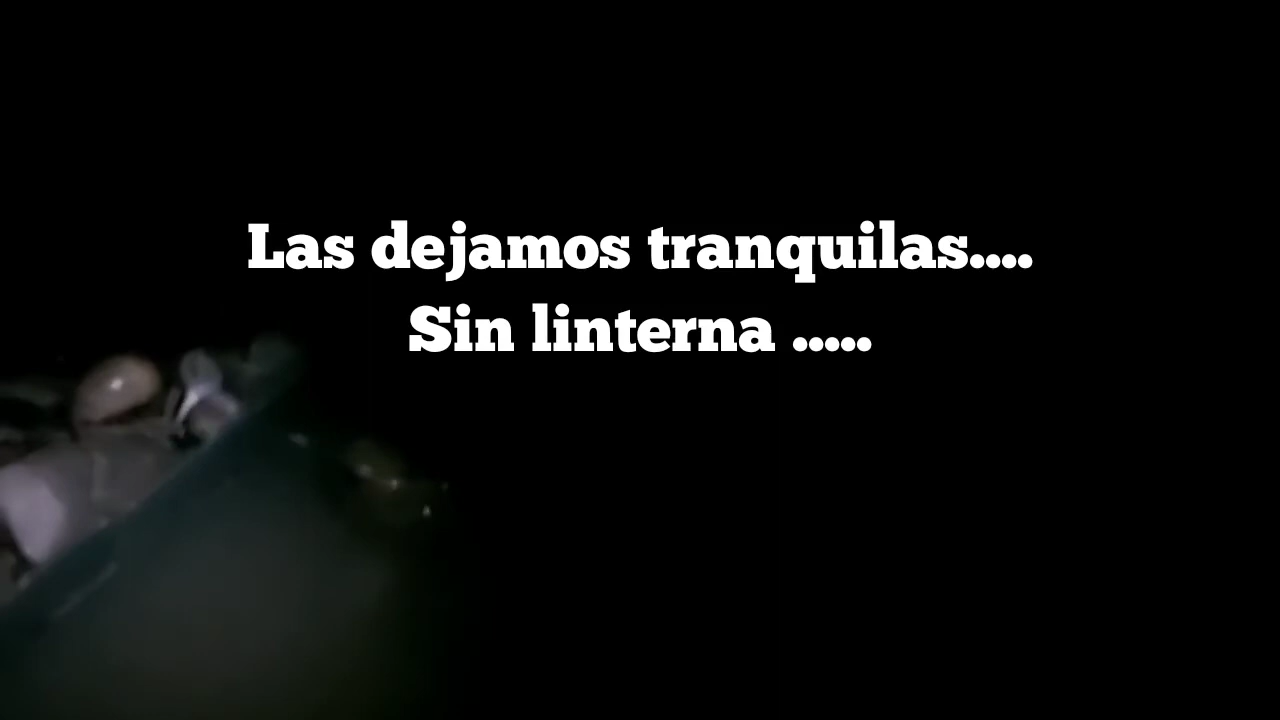 Las dejamos tranquilas....
Sin linterna .....